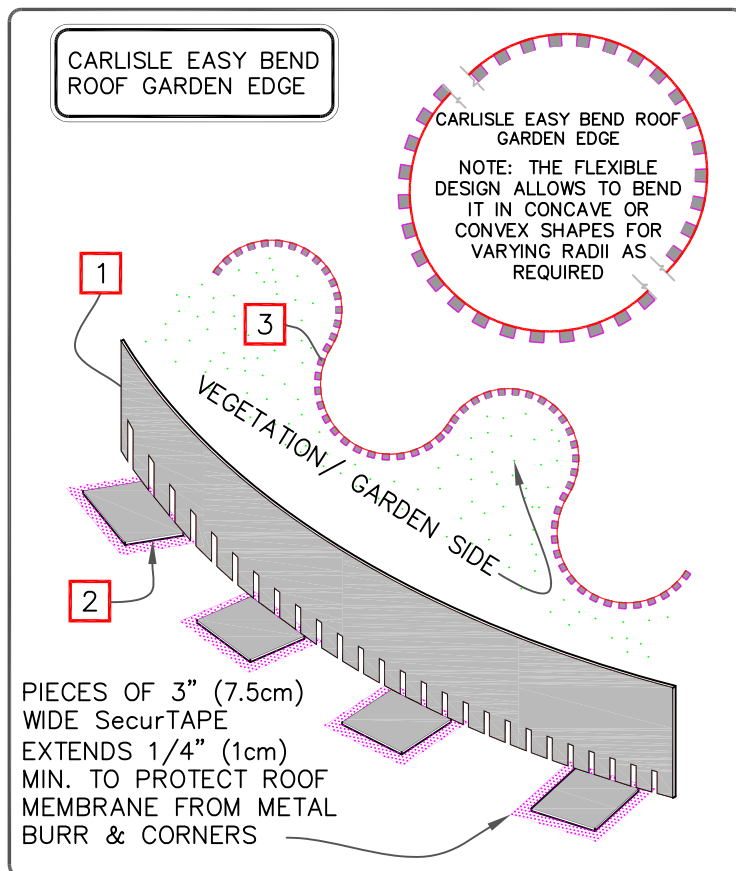 CARLISLE EASY BEND
ROOF GARDEN EDGE
CARLISLE EASY BEND ROOF
GARDEN EDGE
NOTE: THE FLEXIBLE
DESIGN ALLOWS TO BEND
IT IN CONCAVE OR
CONVEX SHAPES FOR
VARYING RADII AS
REQUIRED
1
3
VEGETATION/ GARDEN SIDE
2
PIECES OF 3" (7.5cm)
WIDE SecurTAPE
EXTENDS 1/4" (1cm)
MIN. TO PROTECT ROOF
MEMBRANE FROM METAL
BURR & CORNERS